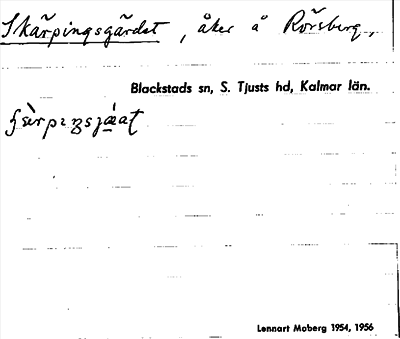 Skärpingsgärdet, åker å Rörsberg,
Blackstads sn, S. Tjusts hd, Kalmar län.
Lennart Moberg 1954, 1956